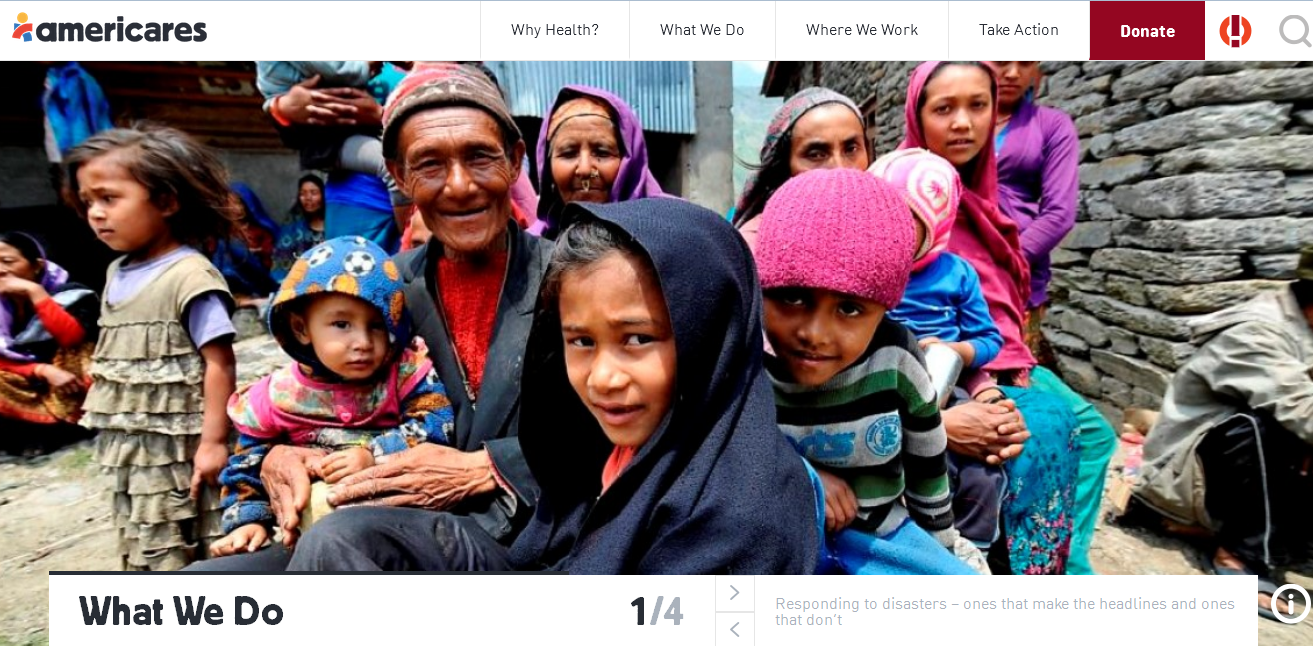 americares
Why Health?
What We Do
Where We Work
Take Action
Donate
What We Do
1/4
Responding to disasters – ones that make the headlines and ones
that don’t